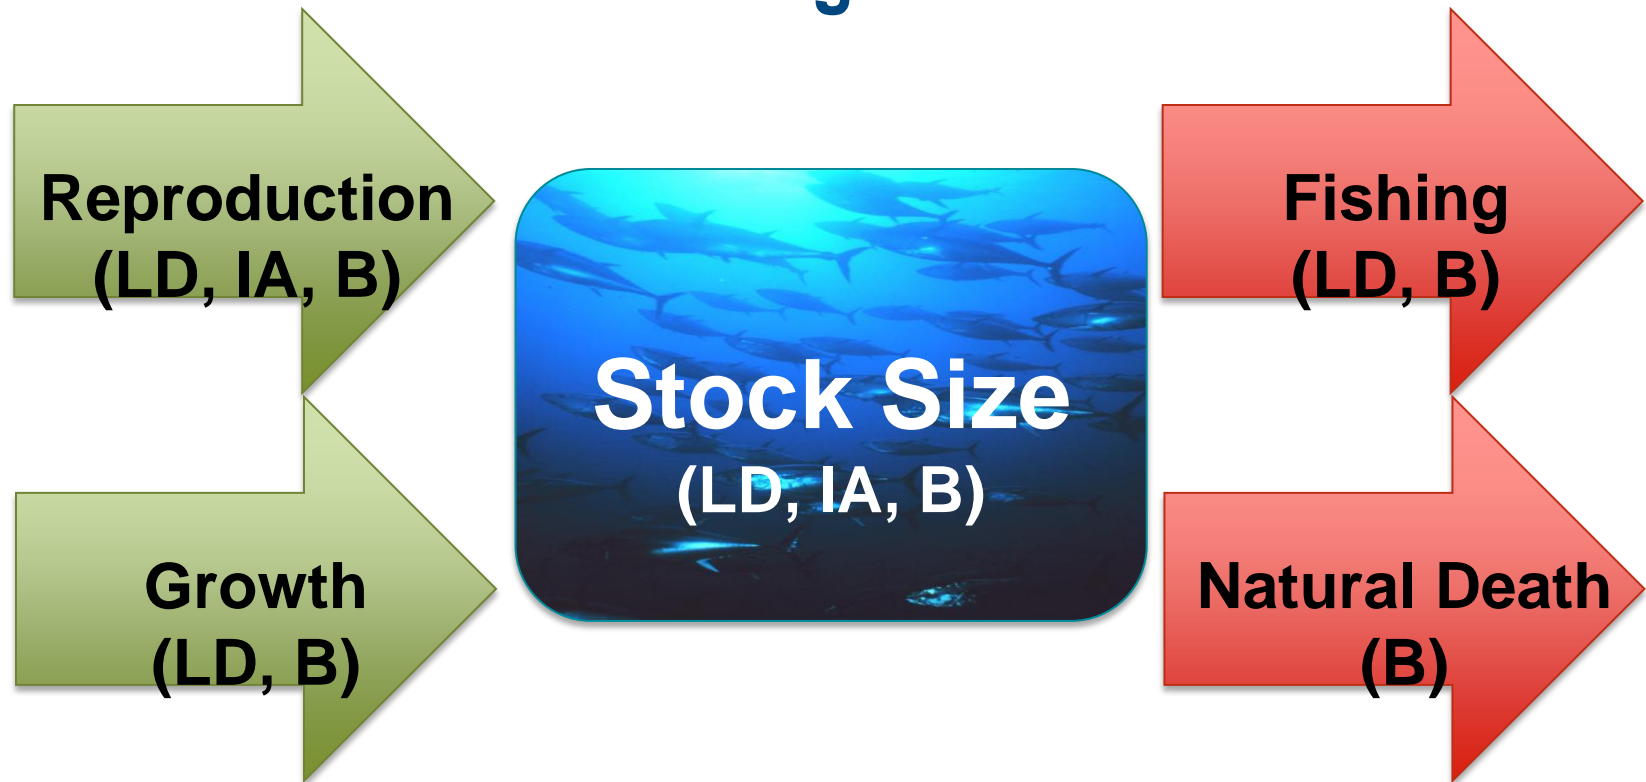 Reproduction
(LD, IA, B)
Growth
(LD, B)
Stock Size
(LD, IA, B)
Fishing
(LD, B)
Natural Death
(B)